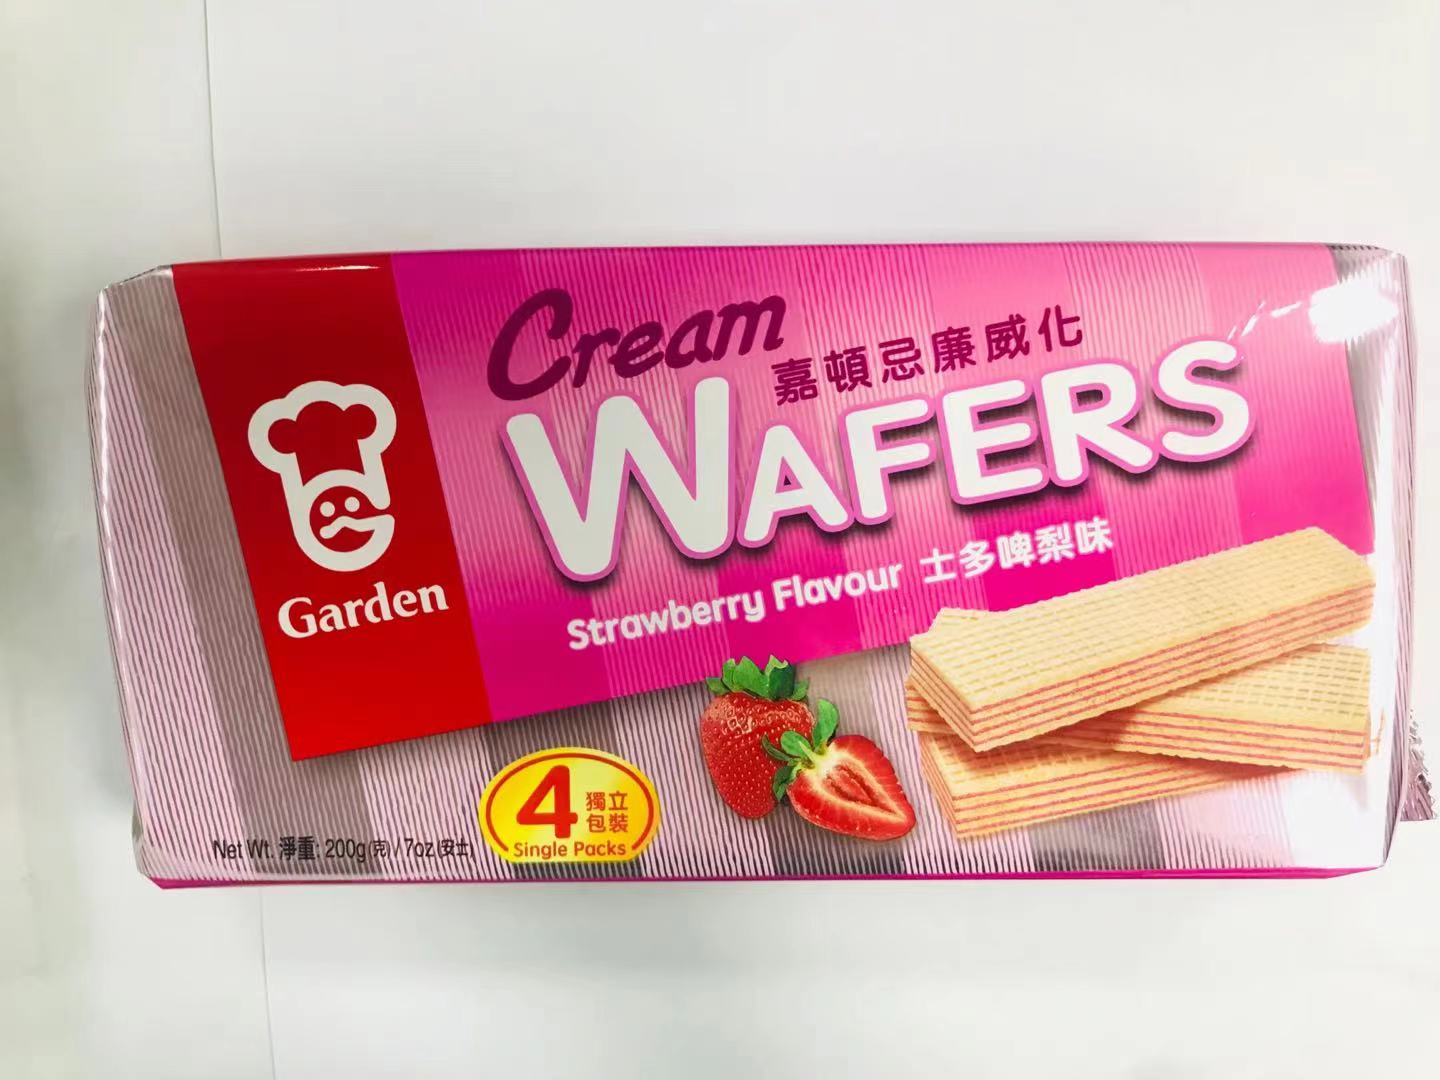 Garden
Cream
嘉頓忌廉威化
WAFERS
Strawberry Flavour 士多啤梨味
4 獨立包裝
Single Packs
Net Wt. 淨重: 200g(克) / 7oz(安士)